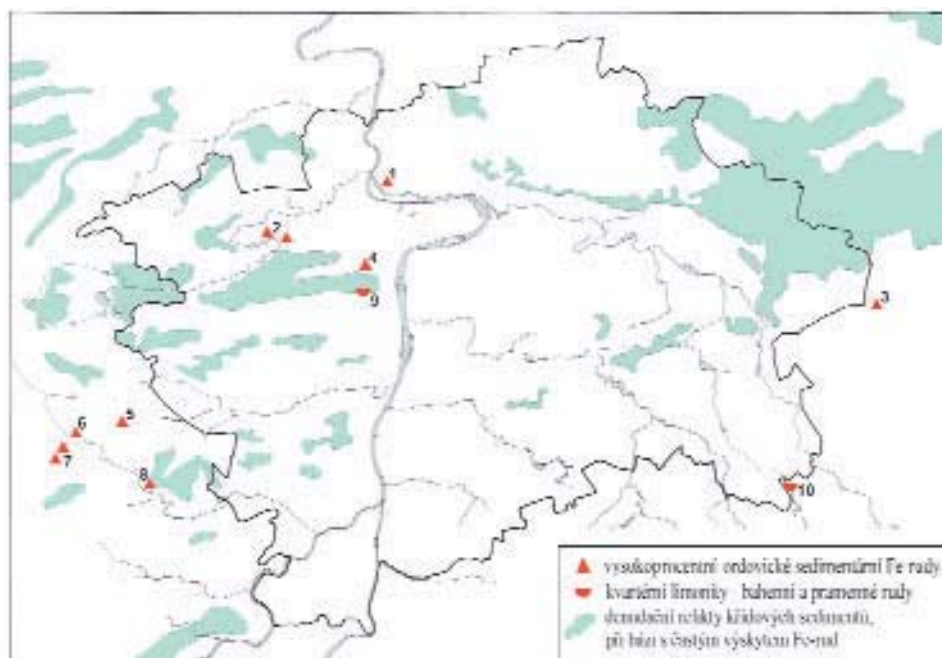 1
2
4
9
3
5
6
7
8
10
vysokoprocentní ordovické sedimentární Fe rudy
kvartérní limonity - bahenní a pramenné rudy
denudační relikty křídových sedimentů,
při bázi s častým výskytem Fe-rud